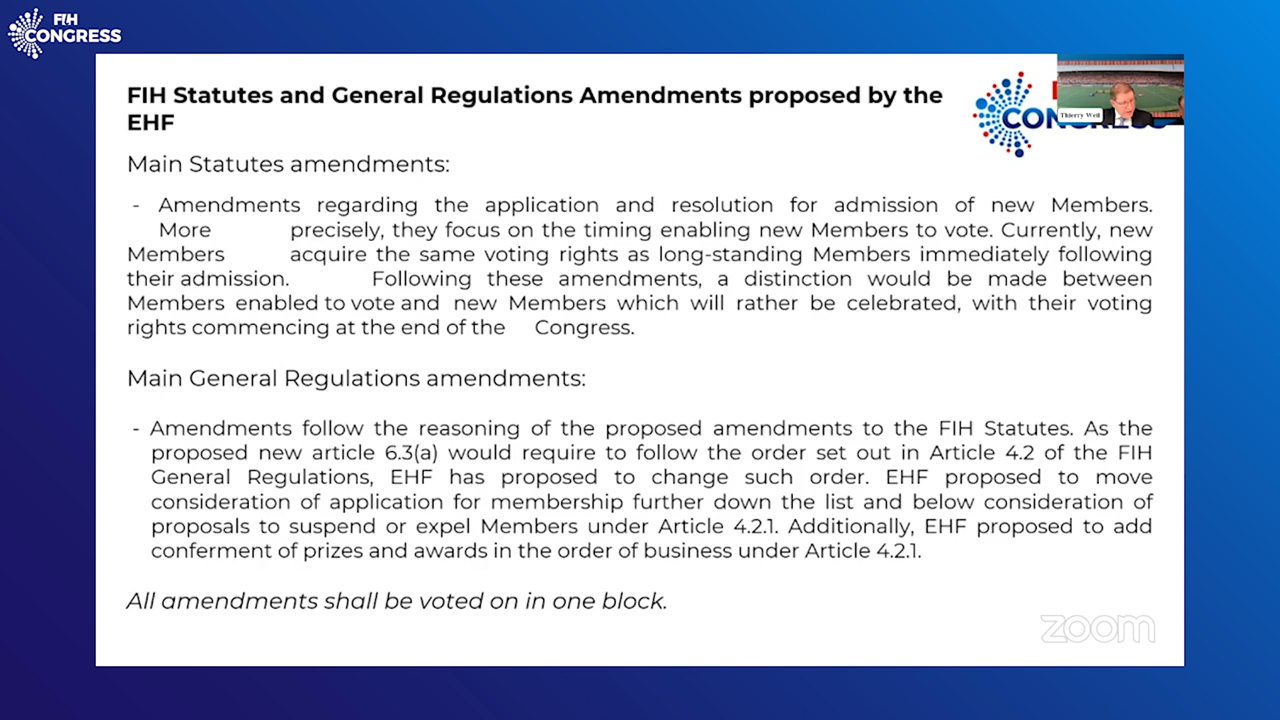 FIH
CONGRESS
FIH Statutes and General Regulations Amendments proposed by the
EHF
Thierry Weil
Main Statutes amendments:
- Amendments regarding the application and resolution for admission of new Members.
More precisely, they focus on the timing enabling new Members to vote. Currently, new
Members acquire the same voting rights as long-standing Members immediately following
their admission. Following these amendments, a distinction would be made between
Members enabled to vote and new Members which will rather be celebrated, with their voting
rights commencing at the end of the Congress.
Main General Regulations amendments:
- Amendments follow the reasoning of the proposed amendments to the FIH Statutes. As the
proposed new article 6.3(a) would require to follow the order set out in Article 4.2 of the FIH
General Regulations, EHF has proposed to change such order. EHF proposed to move
consideration of application for membership further down the list and below consideration of
proposals to suspend or expel Members under Article 4.2.1. Additionally, EHF proposed to add
conferment of prizes and awards in the order of business under Article 4.2.1.
All amendments shall be voted on in one block.
zoom